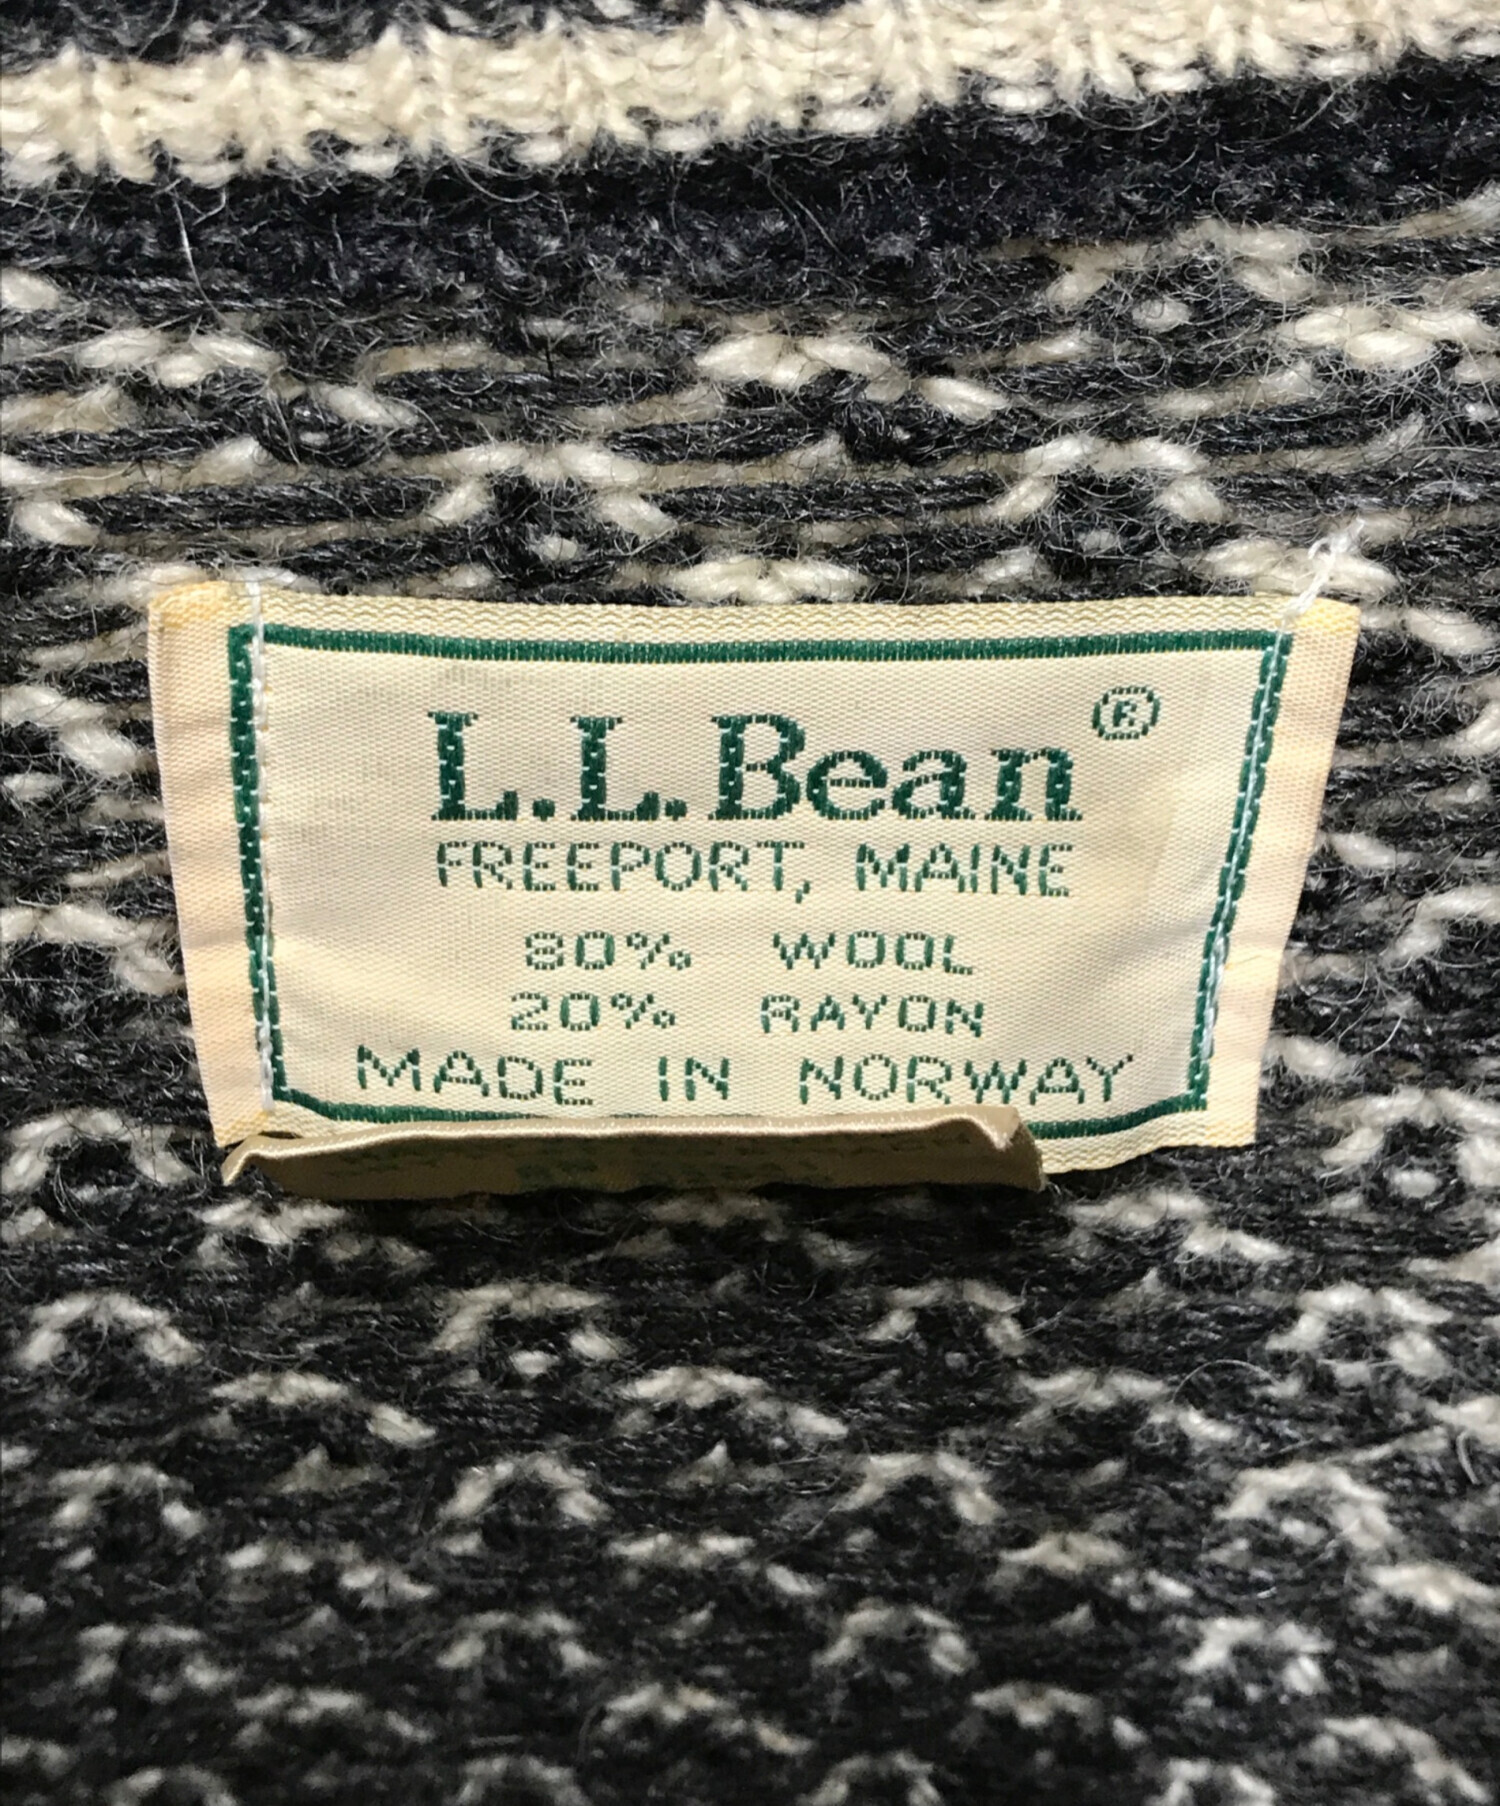 L.L.Bean®
FREEPORT, MAINE
80% WOOL
20% RAYON
MADE IN NORWAY